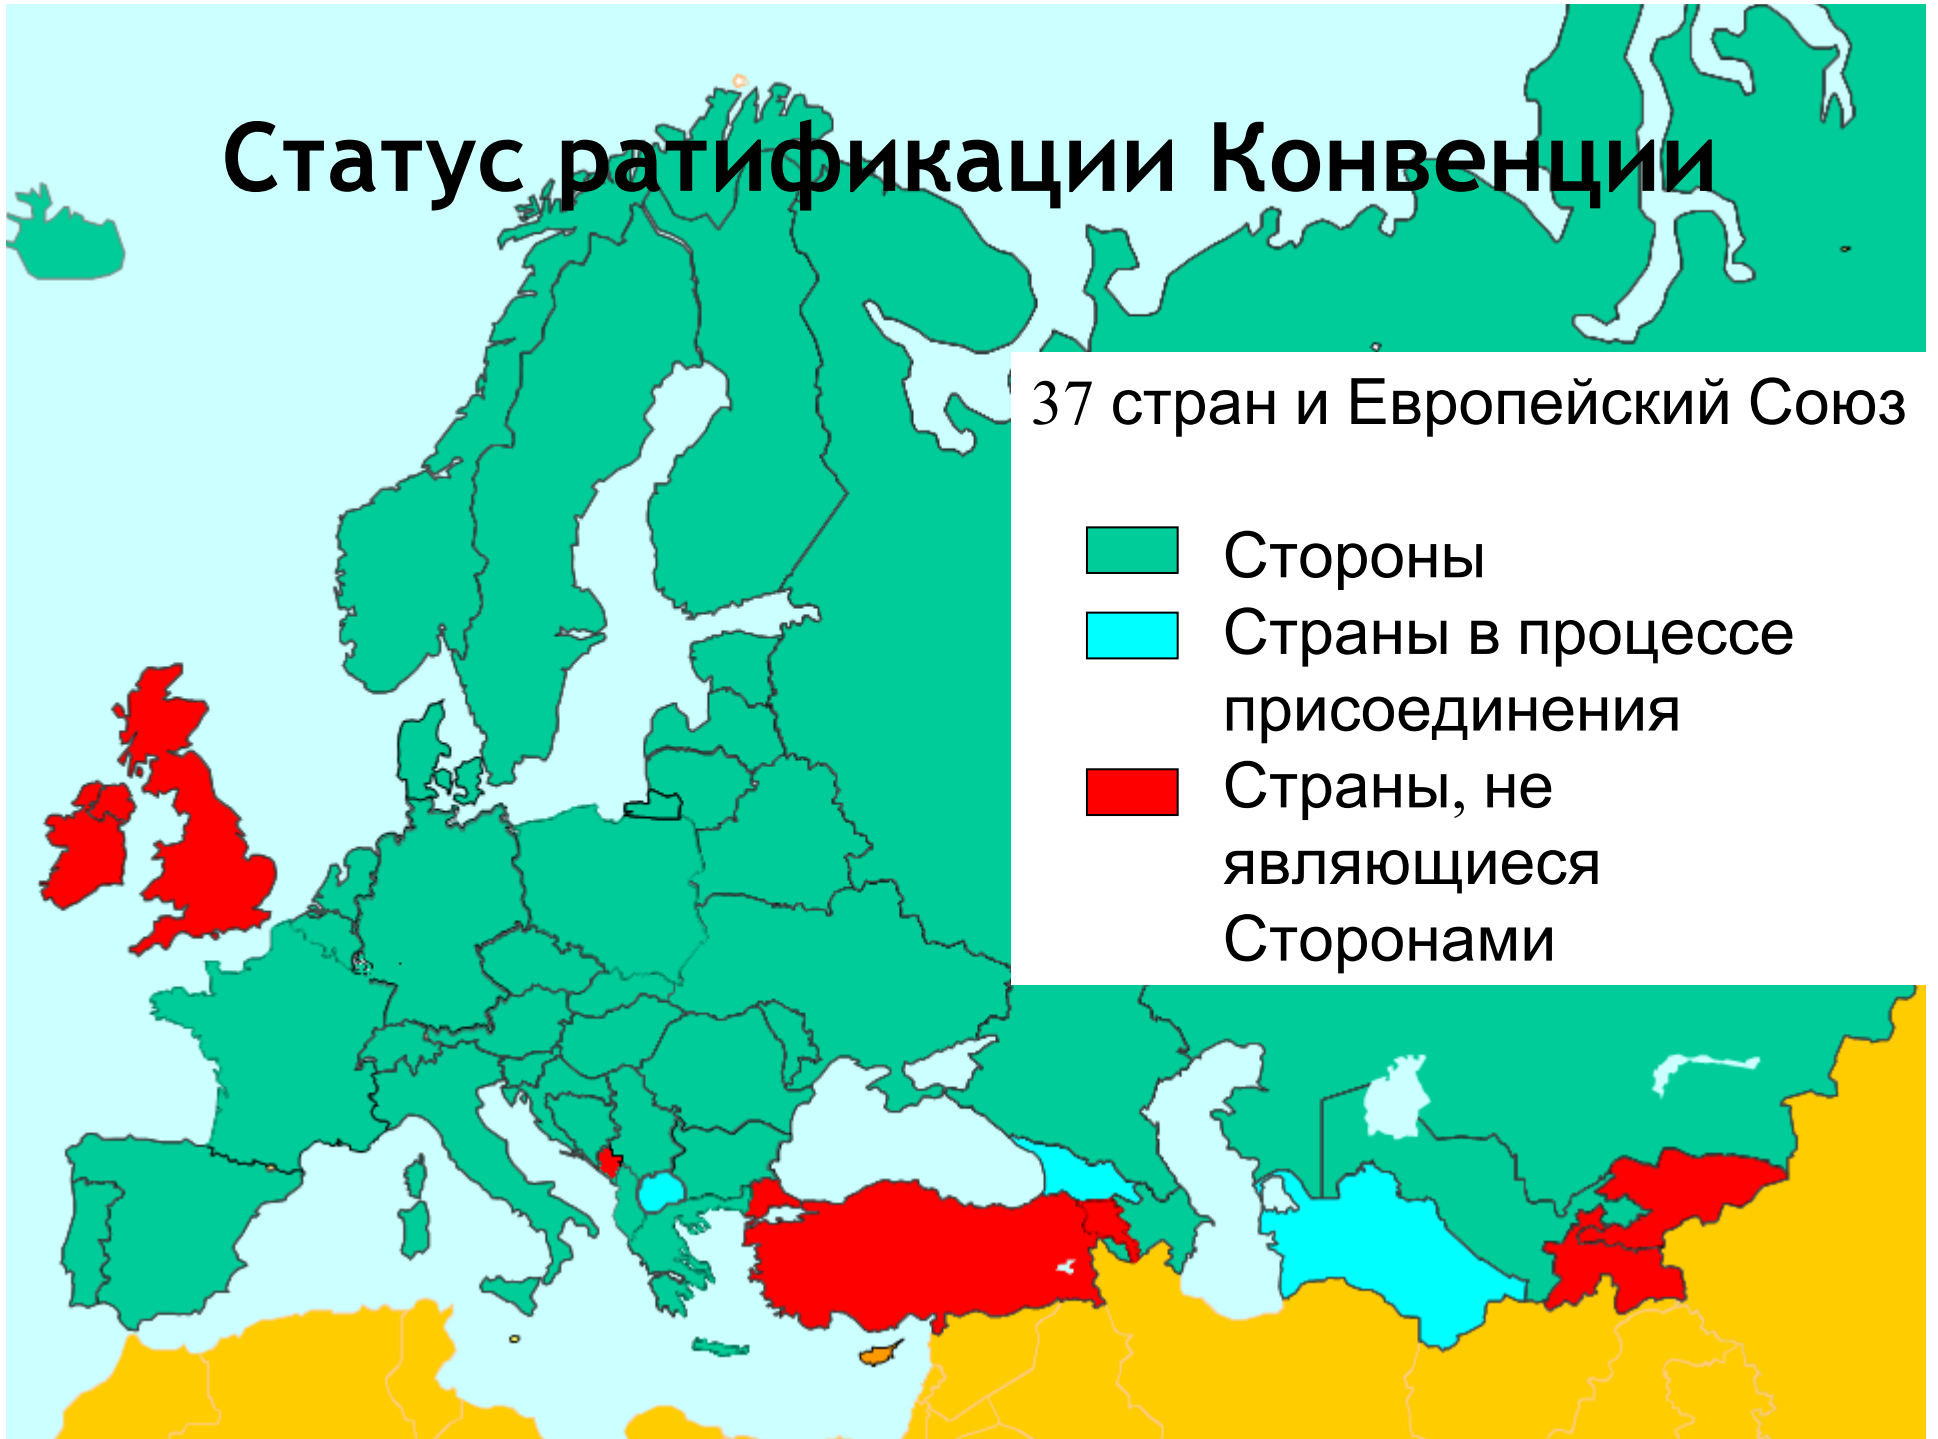 Статус ратификации Конвенции
37 стран и Европейский Союз
Стороны
Страны в процессе
присоединения
Страны, не
являющиеся
Сторонами